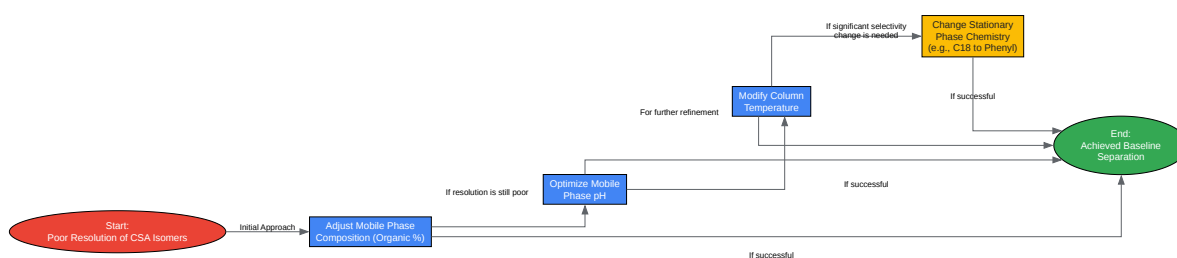 Start:
Poor Resolution of CSA Isomers
Initial Approach
Adjust Mobile Phase
Composition (Organic %)
If resolution is still poor
Optimize Mobile
Phase pH
For further refinement
Modify Column
Temperature
If significant selectivity
change is needed
Change Stationary
Phase Chemistry
(e.g., C18 to Phenyl)
If successful
If successful
If successful
End:
Achieved Baseline
Separation